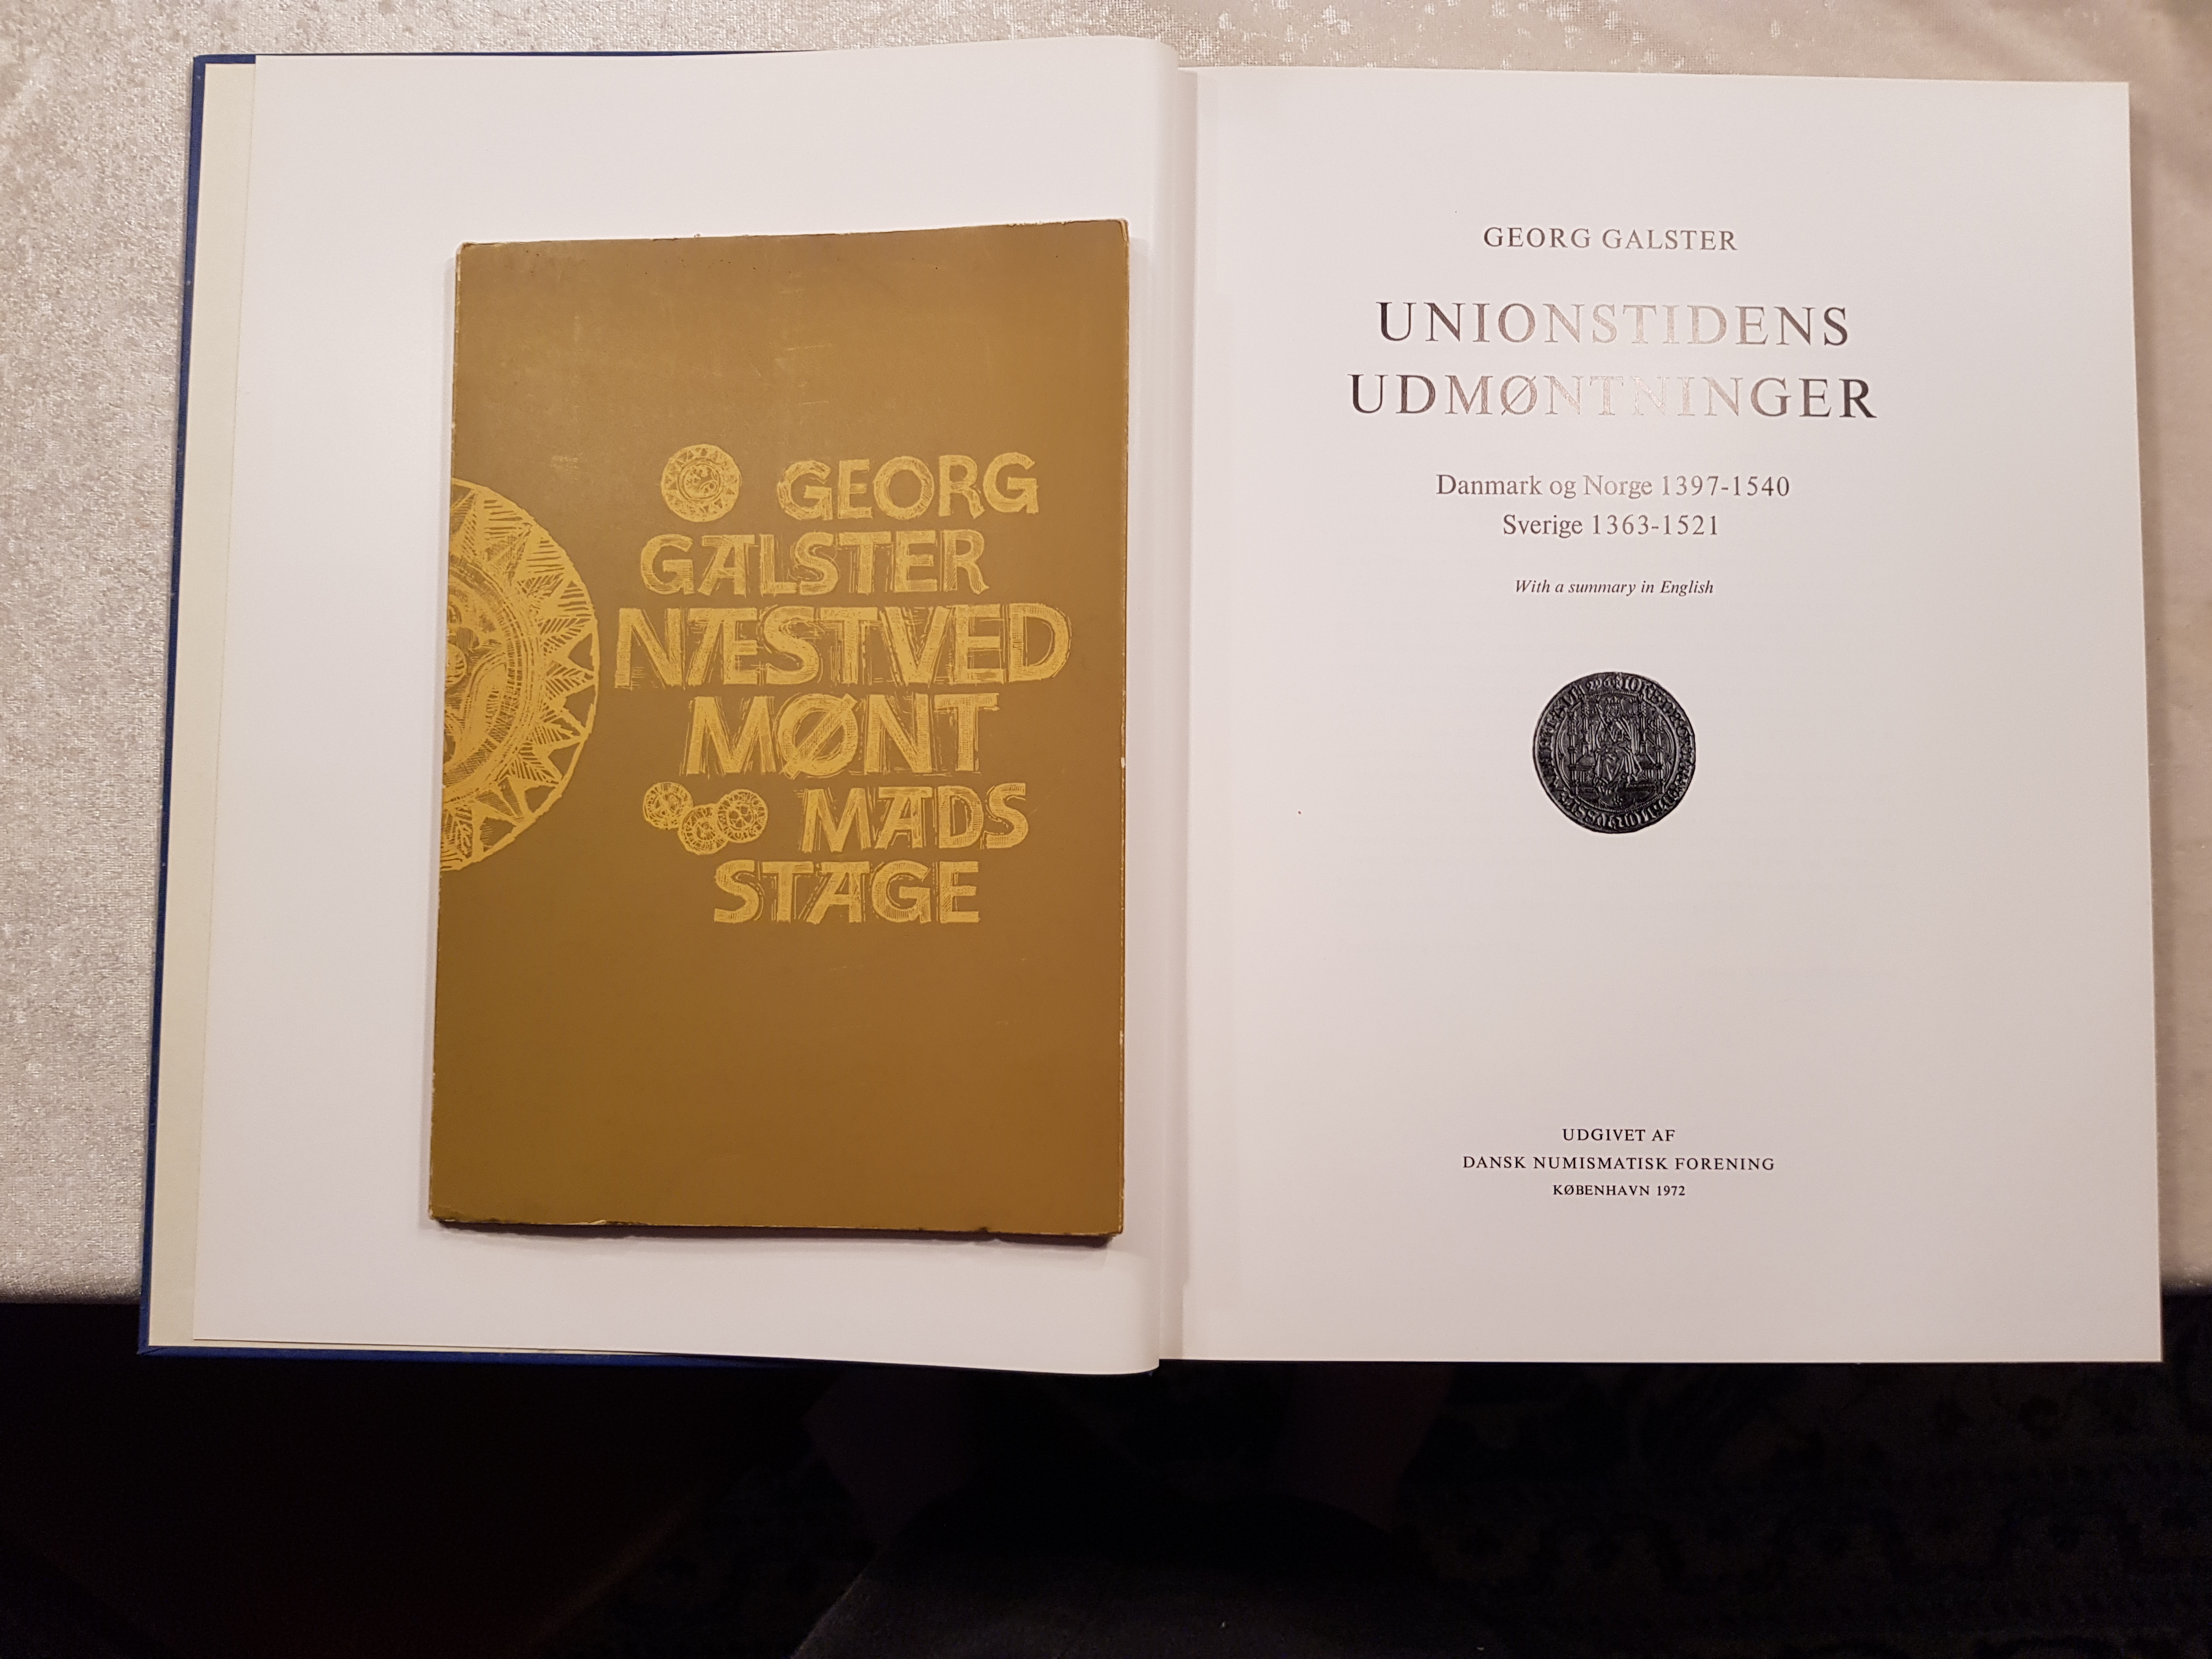 GEORG
GALSTER
NÆSTVED
MØNT
MADS
STAGE
GEORG GALSTER
UNIONSTIDENS
UDMØNTNINGER
Danmark og Norge 1397-1540
Sverige 1363-1521
With a summary in English
UDGIVET AF
DANSK NUMISMATISK FORENING
KØBENHAVN 1972